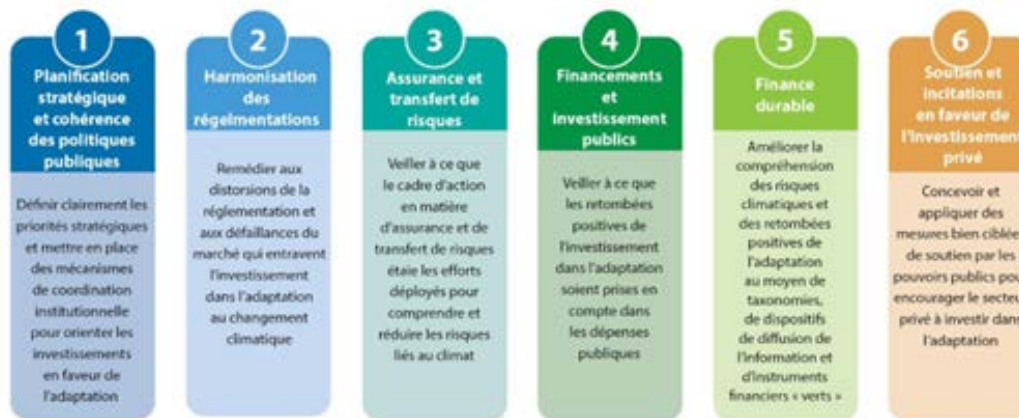 1
Planification
stratégique
et cohérence
des politiques
publiques
Définir clairement les
priorités stratégiques
et mettre en place
des mécanismes
de coordination
institutionnelle
pour orienter les
investissements
en faveur de
l'adaptation
2
Harmonisation
des
régelmentations
Remédier aux
distorsions de la
réglementation et
aux défaillances du
marché qui entravent
l'investissement
dans l'adaptation
au changement
climatique
3
Assurance et
transfert de
risques
Veiller à ce que
le cadre d'action
en matière
d'assurance et de
transfert de risques
étaie les efforts
déployés pour
comprendre et
réduire les risques
liés au climat
4
Financements
et
investissement
publics
Veiller à ce que
les retombées
positives de
l'investissement
dans l'adaptation
soient prises en
compte dans
les dépenses
publiques
5
Finance
durable
Améliorer la
compréhension
des risques
climatiques et
des retombées
positives de
l'adaptation
au moyen de
taxonomies,
de dispositifs
de diffusion de
l'information et
d'instruments
financiers « verts »
6
Soutien et
incitations
en faveur de
l'investissement
privé
Concevoir et
appliquer des
mesures bien ciblées
de soutien par les
pouvoirs publics pour
encourager le secteur
privé à investir dans
l'adaptation